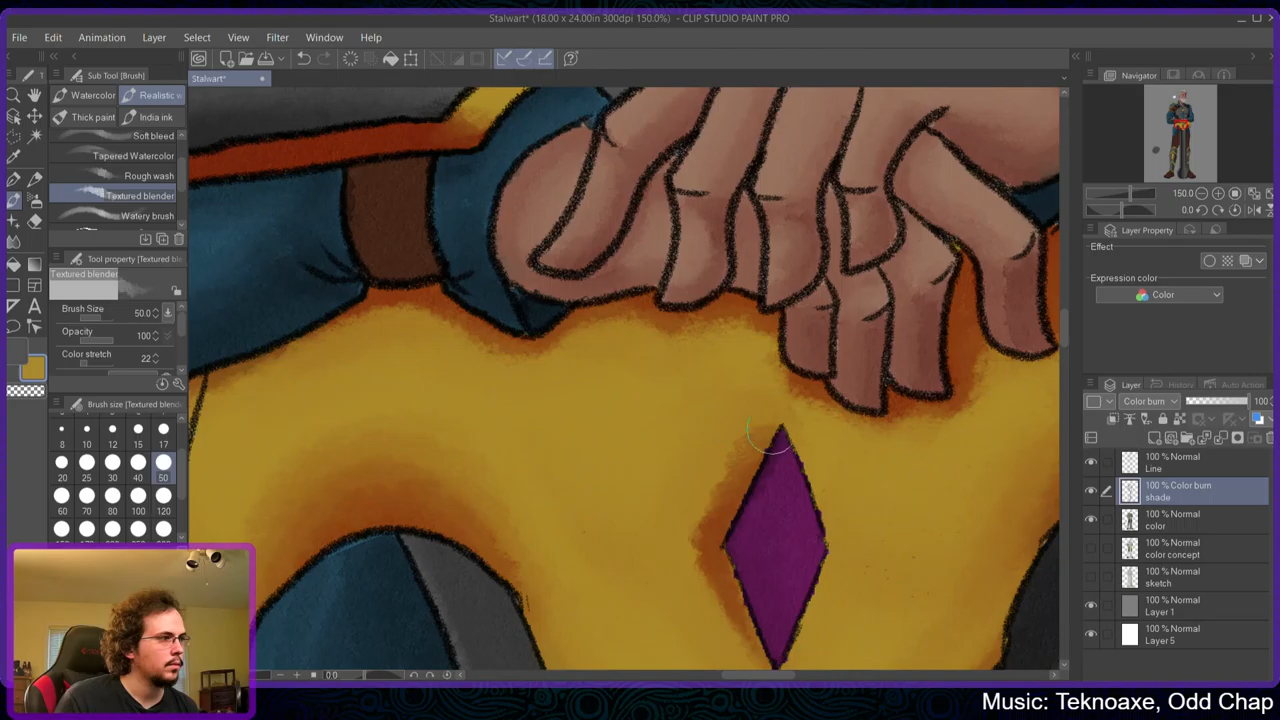 Stalwart* (18.00 x 24.00in 300dpi 150.0%) - CLIP STUDIO PAINT PRO
File Edit Animation Layer Select View Filter Window Help
Sub Tool [Brush]
Stalwart*
Navigator
Watercolor
Realistic w
Thick paint
India ink
Soft bleed
Tapered Watercolor
Rough wash
Textured blender
Watery brush
150.0
0.0
Tool property [Textured ble
Textured blender
Brush Size 50.0
Opacity 100
Color stretch 22
Layer Property
Effect
Expression color
Color
Brush size [Textured blend
8 10 12 15 17
20 25 30 40 50
60 70 80 100 120
Layer
History
Auto Action
Color burn
100
100 % Normal
Line
100 % Color burn
shade
100 % Normal
color
100 % Normal
color concept
100 % Normal
sketch
100 % Normal
Layer 1
100 % Normal
Layer 5
0.0
Music: Teknoaxe, Odd Chap